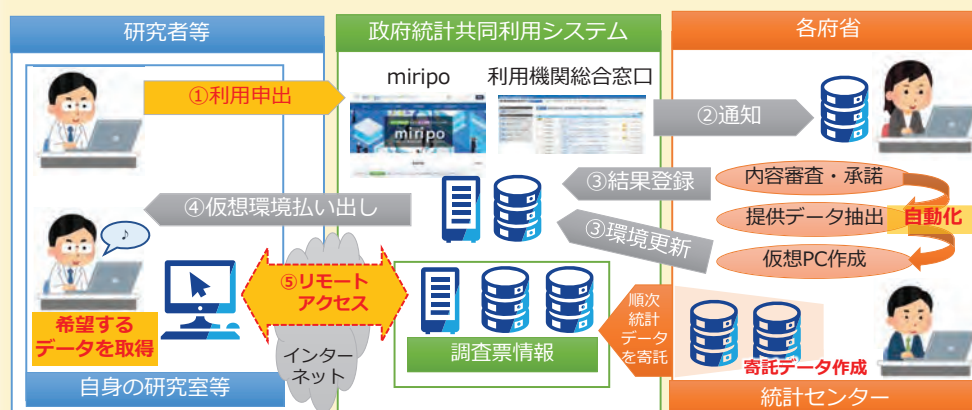 研究者等
政府統計共同利用システム
各府省
miripo
利用機関総合窓口
①利用申出
miripo
②通知
③結果登録
内容審査・承諾
④仮想環境払い出し
提供データ抽出
自動化
③環境更新
仮想PC作成
♪
⑤リモート
アクセス
希望する
データを取得
インター
ネット
調査票情報
順次
統計
データ
を寄託
寄託データ作成
自身の研究室等
統計センター